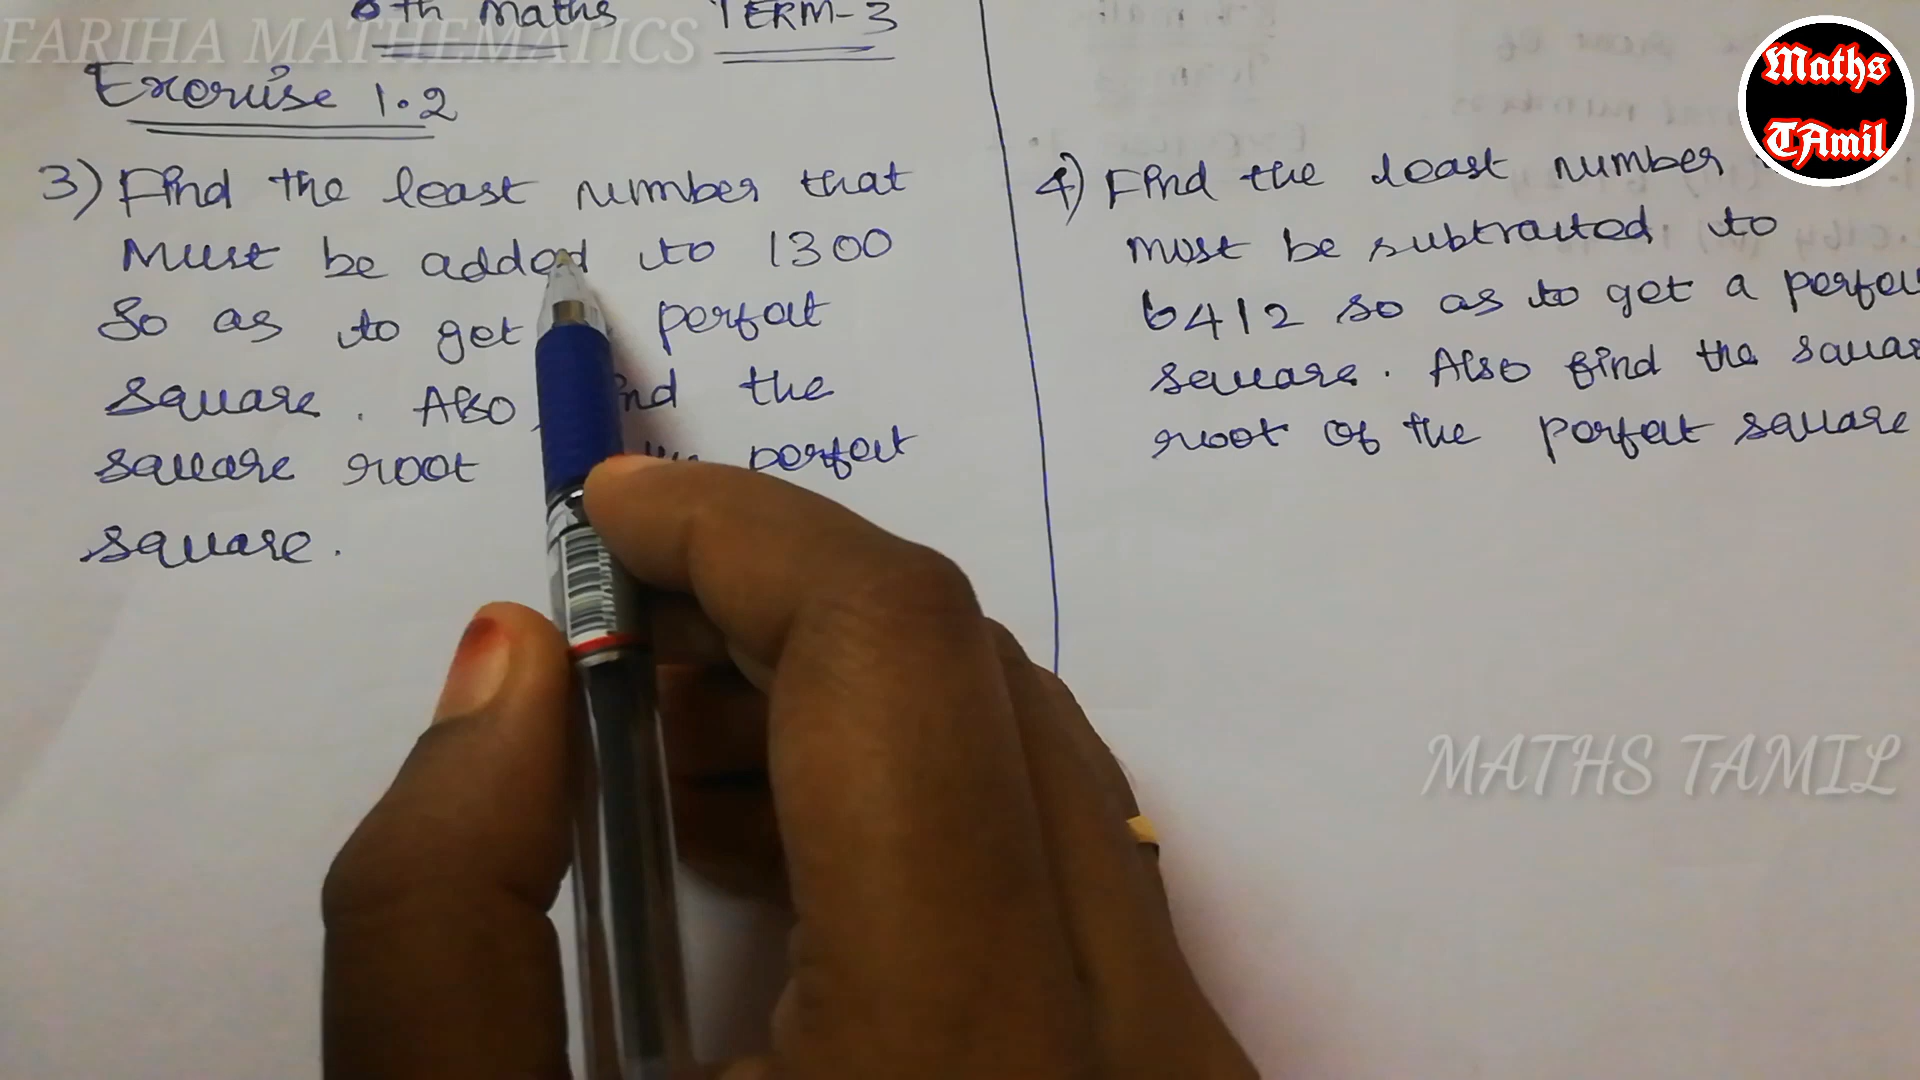 8th Maths TERM-3
FARIHA MATHEMATICS
Exercise 1.2
3) Find the least number that
Must be added to 1300
So as to get perfect
square. Also, find the
square root perfect
square.
4) Find the least number
must be subtracted to
6412 so as to get a perfect
square. Also find the square
root of the perfect square
Maths
TAmil
MATHS TAMIL